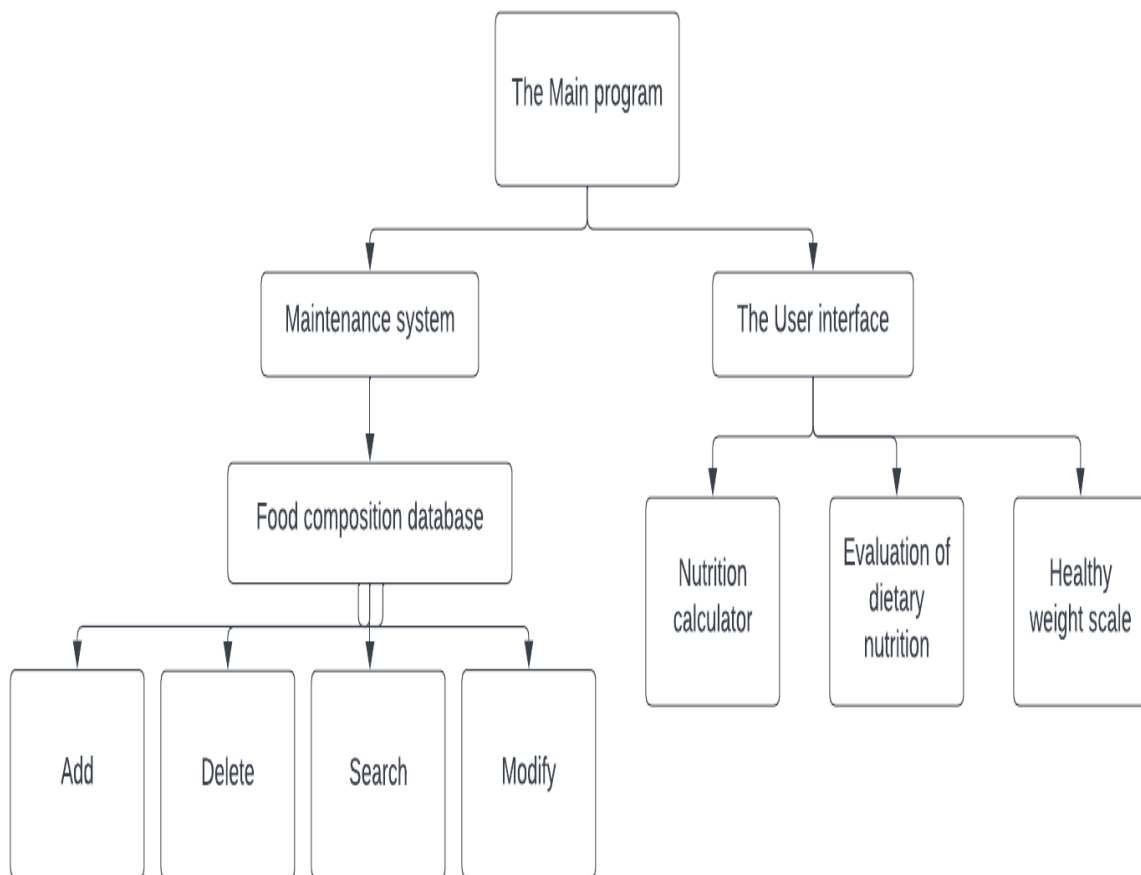 The Main program
Maintenance system
The User interface
Food composition database
Nutrition
calculator
Evaluation of
dietary
nutrition
Healthy
weight scale
Add
Delete
Search
Modify